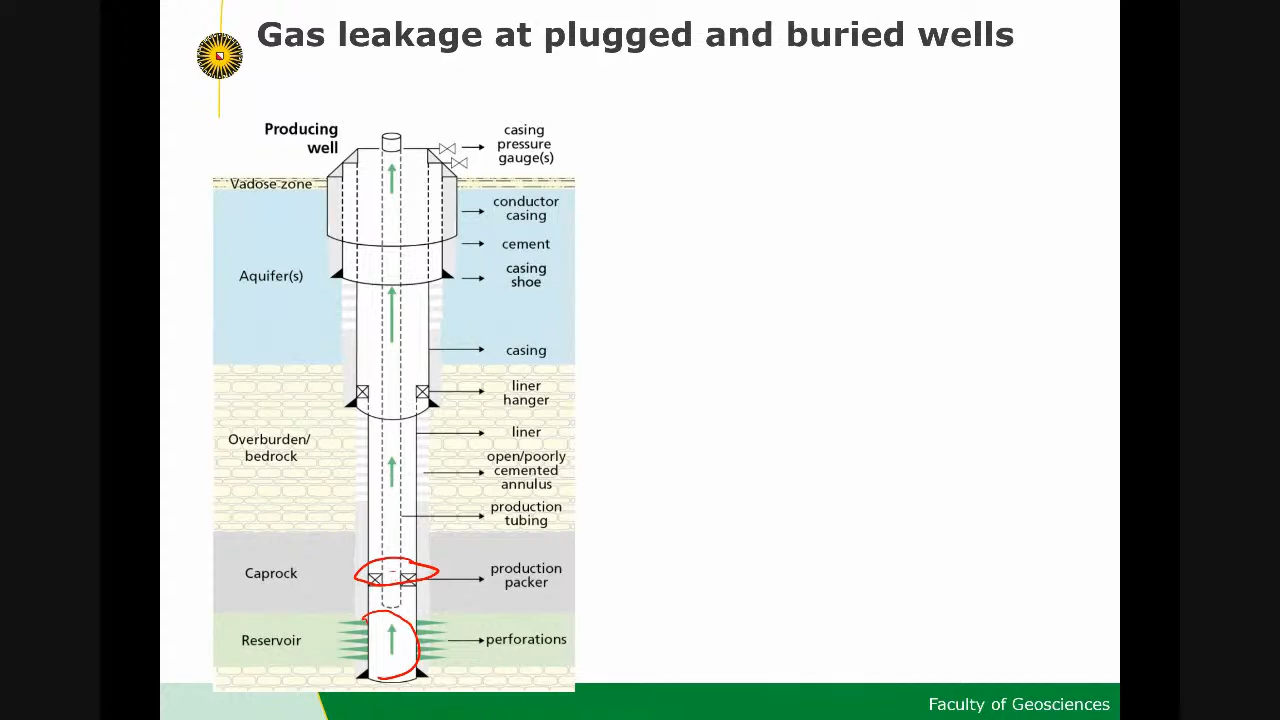 Gas leakage at plugged and buried wells
Producing
well
casing
pressure
gauge(s)
Vadose zone
conductor
casing
cement
Aquifer(s)
casing
shoe
casing
liner
hanger
liner
Overburden/
bedrock
open/poorly
cemented
annulus
production
tubing
Caprock
production
packer
Reservoir
perforations
Faculty of Geosciences